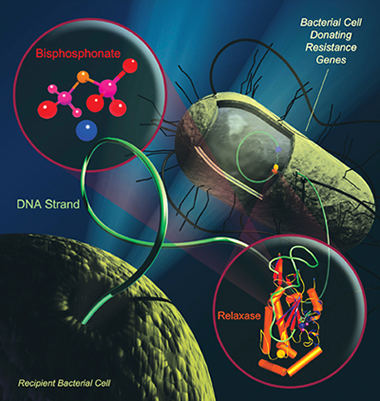 Bisphosphonate
Bacterial Cell
Donating
Resistance
Genes
DNA Strand
Relaxase
Recipient Bacterial Cell